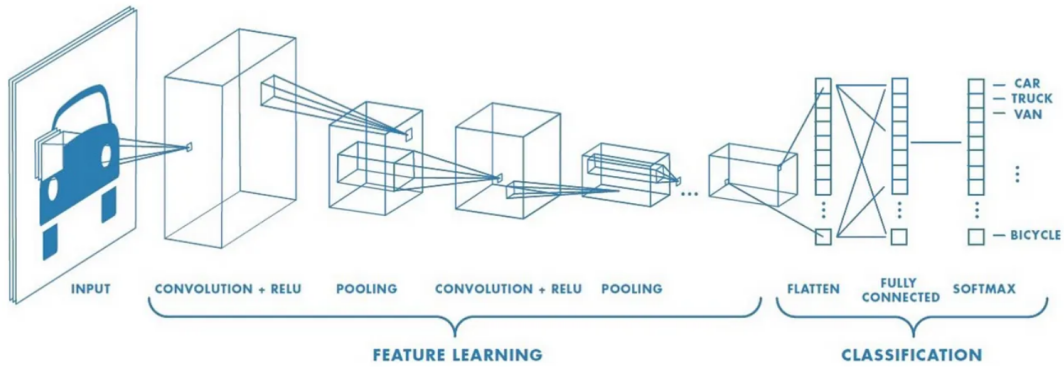 CAR
TRUCK
VAN
BICYCLE
INPUT
CONVOLUTION + RELU
POOLING
CONVOLUTION + RELU
POOLING
FLATTEN
FULLY
CONNECTED
SOFTMAX
FEATURE LEARNING
CLASSIFICATION